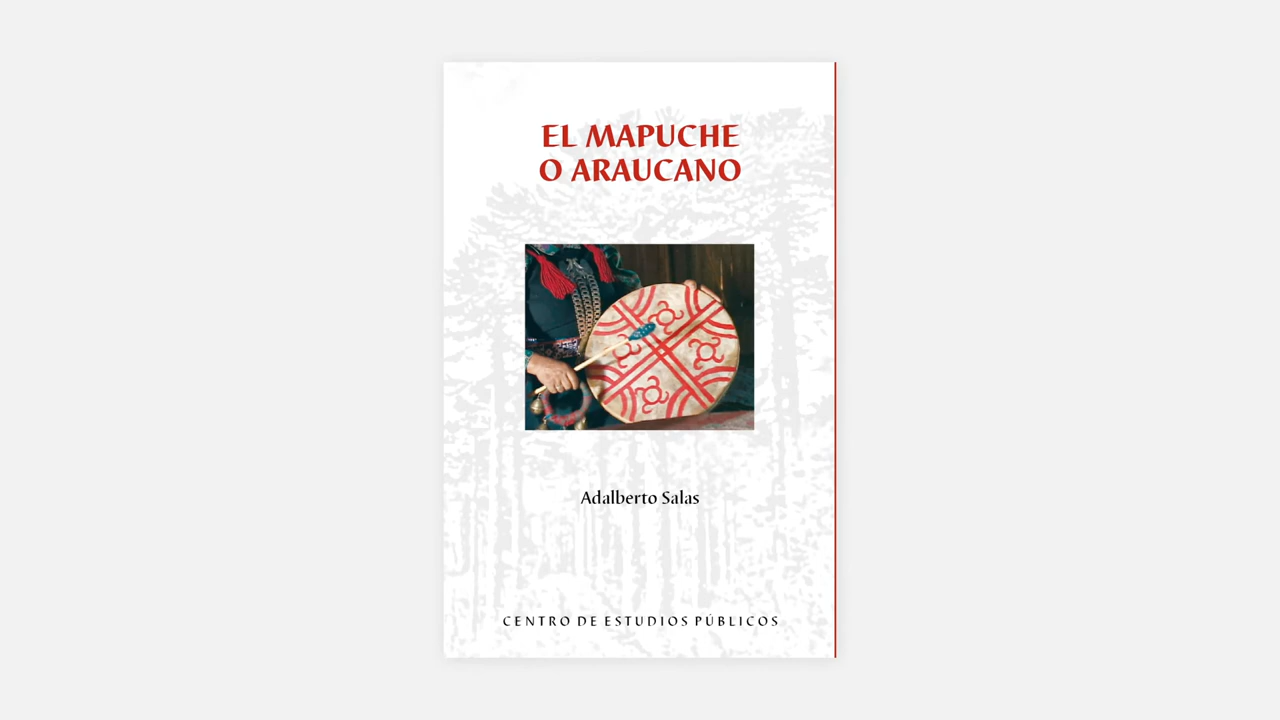 EL MAPUCHE
O ARAUCANO
Adalberto Salas
CENTRO DE ESTUDIOS PÚBLICOS